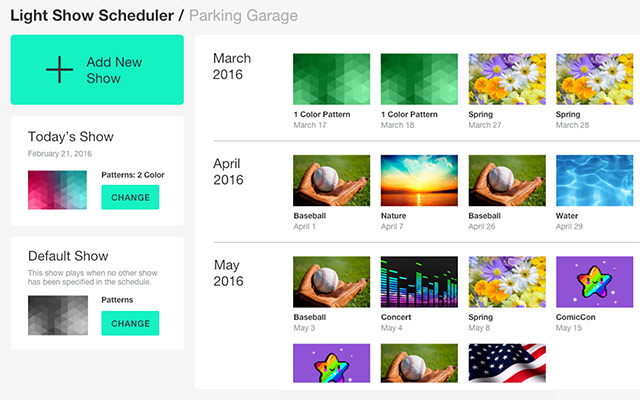 Light Show Scheduler / Parking Garage
Add New
Show
Today's Show
February 21, 2016
Patterns: 2 Color
CHANGE
Default Show
This show plays when no other show
has been specified in the schedule.
Patterns
CHANGE
March
2016
1 Color Pattern
March 17
1 Color Pattern
March 18
Spring
March 27
Spring
March 28
April
2016
Baseball
April 1
Nature
April 7
Baseball
April 26
Water
April 29
May
2016
Baseball
May 3
Concert
May 4
Spring
May 8
ComicCon
May 15